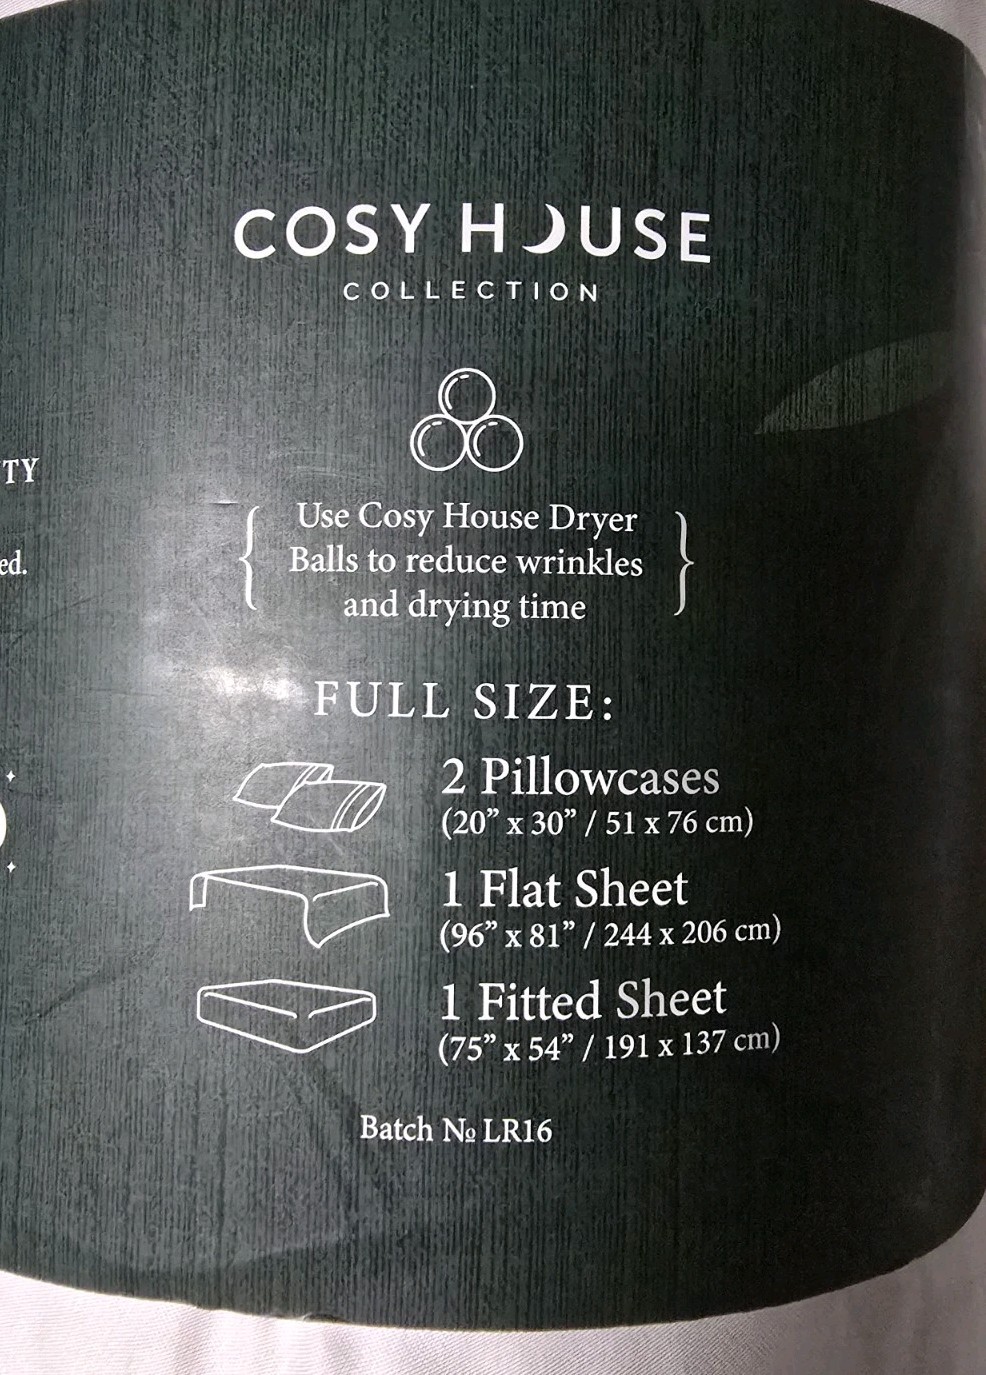 COSY HOUSE
COLLECTION
TY
ed.
Use Cosy House Dryer
Balls to reduce wrinkles
and drying time
FULL SIZE:
2 Pillowcases
(20” x 30” / 51 x 76 cm)
1 Flat Sheet
(96” x 81” / 244 x 206 cm)
1 Fitted Sheet
(75” x 54” / 191 x 137 cm)
Batch № LR16